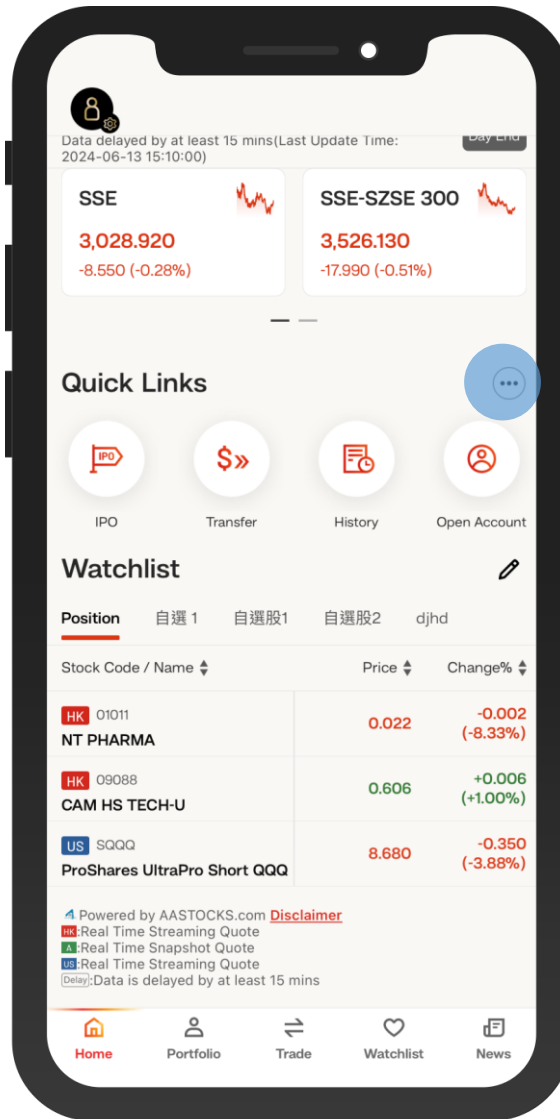 Data delayed by at least 15 mins(Last Update Time:
2024-06-13 15:10:00)
Day End
SSE
3,028.920
-8.550 (-0.28%)
SSE-SZSE 300
3,526.130
-17.990 (-0.51%)
Quick Links
IPO
IPO
Transfer
History
Open Account
Watchlist
Position 自選 1 自選股1 自選股2 djhd
Stock Code / Name Price Change%
HK 01011
NT PHARMA
0.022
-0.002
(-8.33%)
HK 09088
CAM HS TECH-U
0.606
+0.006
(+1.00%)
US SQQQ
ProShares UltraPro Short QQQ
8.680
-0.350
(-3.88%)
Powered by AASTOCKS.com Disclaimer
HK:Real Time Streaming Quote
A:Real Time Snapshot Quote
US:Real Time Streaming Quote
Delay:Data is delayed by at least 15 mins
Home Portfolio Trade Watchlist News